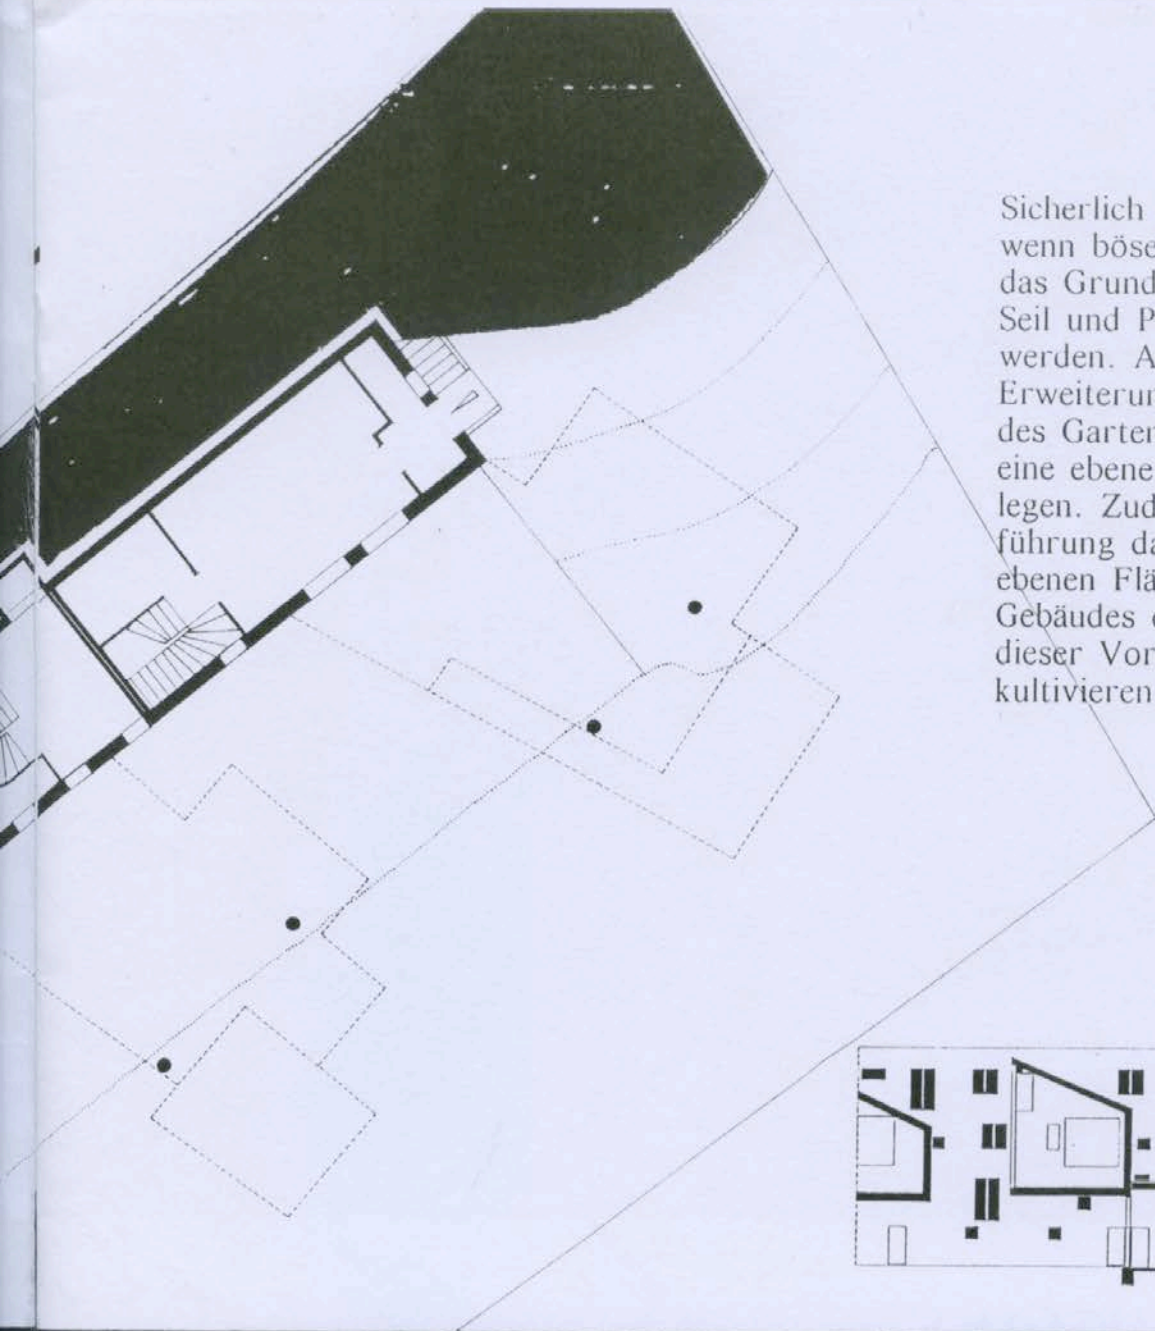 Sicherlich
wenn böse
das Grund
Seil und P
werden. A
Erweiterun
des Garten
eine ebene
legen. Zud
führung da
ebenen Flä
Gebäudes
dieser Vor
kultivieren